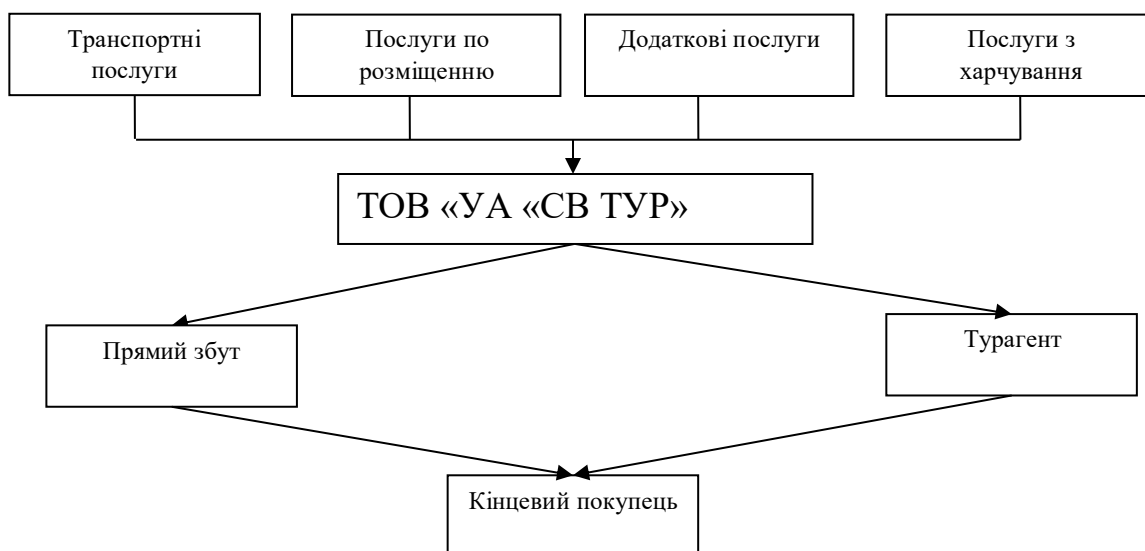 Транспортні
послуги
Послуги по
розміщенню
Додаткові послуги
Послуги з
харчування
ТОВ «УА «СВ ТУР»
Прямий збут
Турагент
Кінцевий покупець